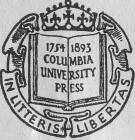 1754 1893
COLUMBIA
UNIVERSITY
PRESS
IN LITTERIS LIBERTAS